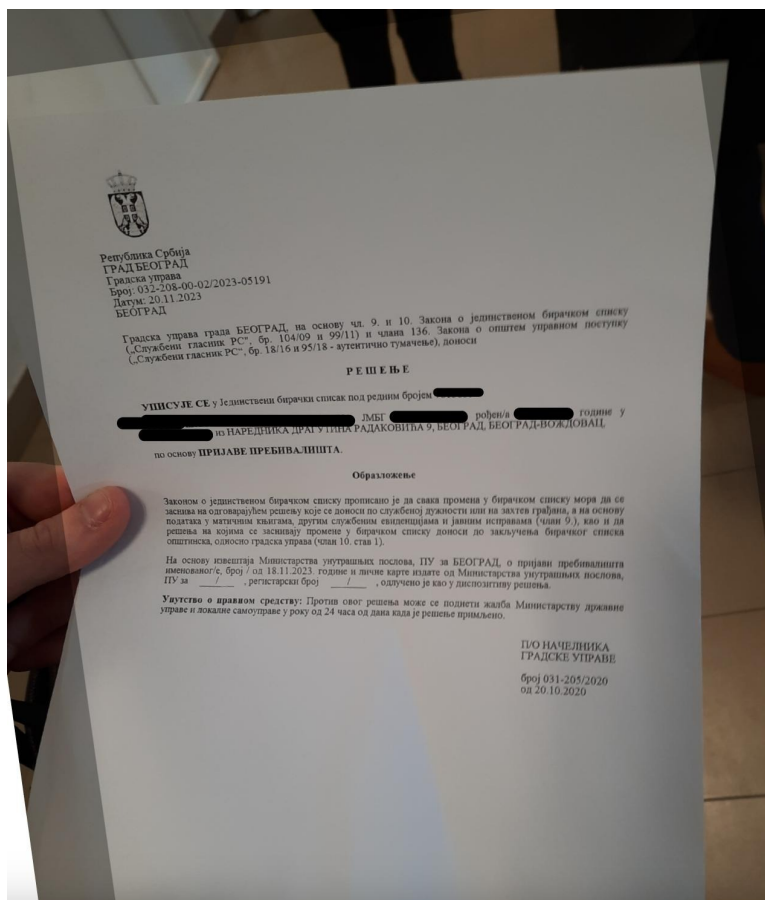 Република Србија
ГРАД БЕОГРАД
Градска управа
Број: 032-208-00-02/2023-05191
Датум: 20.11.2023
БЕОГРАД
Градска управа града БЕОГРАД, на основу чл. 9. и 10. Закона о јединственом бирачком списку
(„Службени гласник РС", бр. 104/09 и 99/11) и члана 136. Закона о општем управном поступку
(„Службени гласник РС", бр. 18/16 и 95/18 - аутентично тумачење), доноси
Р Е Ш Е Њ Е
УПИСУЈЕ СЕ у Јединствени бирачки списак под редним бројем
ЈМБГ рођен/а године у
из НАРЕДНИКА ДРАГУТИНА РАДАКОВИЋА 9, БЕОГРАД, БЕОГРАД-ВОЖДОВАЦ,
по основу ПРИЈАВЕ ПРЕБИВАЛИШТА.
Образложење
Законом о јединственом бирачком списку прописано је да свака промена у бирачком списку мора да се
заснива на одговарајућем решењу које се доноси по службеној дужности или на захтев грађана, а на основу
података у матичним књигама, другим службеним евиденцијама и јавним исправама (члан 9.), као и да
решења на којима се заснивају промене у бирачком списку доноси до закључења бирачког списка
општинска, односно градска управа (члан 10. став 1).
На основу извештаја Министарства унутрашњих послова, ПУ за БЕОГРАД, о пријави пребивалишта
именованог/е, број / од 18.11.2023. године и личне карте издате од Министарства унутрашњих послова,
ПУ за ___/___ , регистарски број ___/___ , одлучено је као у диспозитиву решења.
Упутство о правном средству: Против овог решења може се поднети жалба Министарству државне
управе и локалне самоуправе у року од 24 часа од дана када је решење примљено.
П/О НАЧЕЛНИКА
ГРАДСКЕ УПРАВЕ
број 031-205/2020
од 20.10.2020